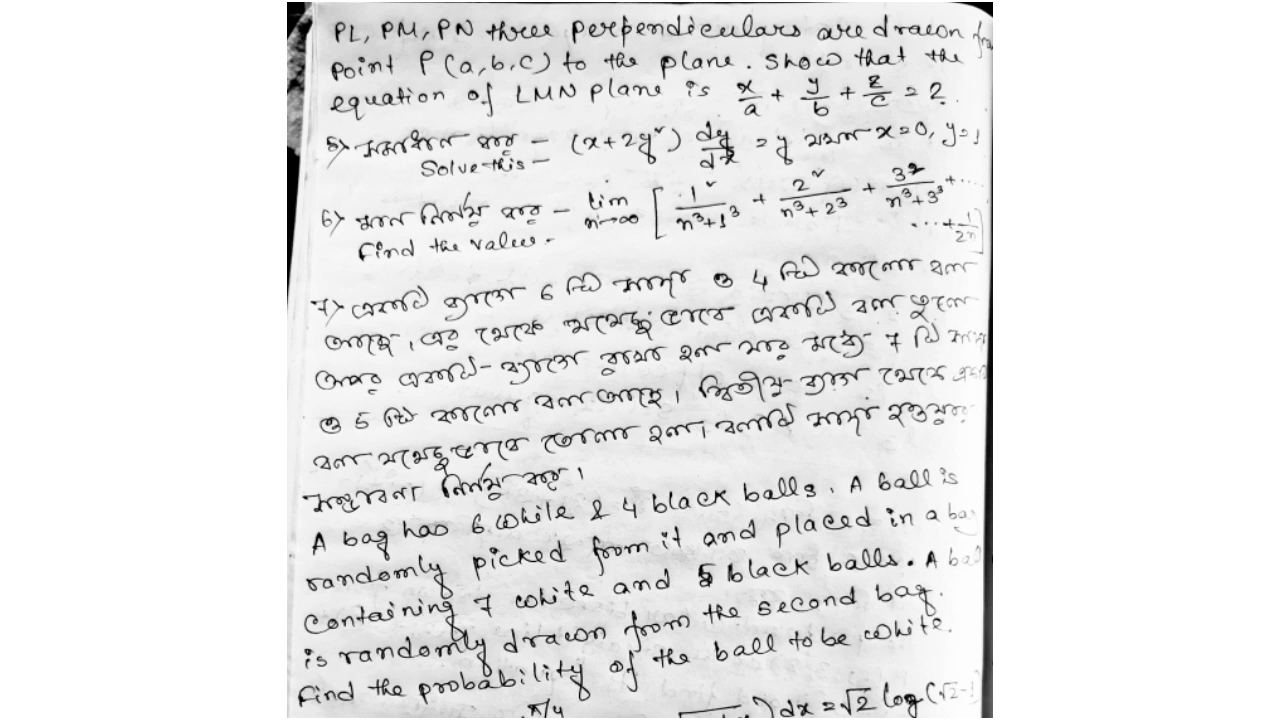 PL, PM, PN three perpendiculars are drawn
point P(a,b,c) to the plane. Show that the
equation of LMN plane is x/a + y/b + z/c = 2.
5> সমাধান কর - (x+2y²) dy/dx = y যখন x=0, y=1
Solve this -
6> মান নির্ণয় কর - lim n→∞ [ 1²/n³+1³ + 2²/n³+2³ + 3²/n³+3³ + ....
Find the value - ... + 1/2n ]
7> একটি ব্যাগে 6 টি সাদা ও 4 টি কালো বল
আছে, এর থেকে যথেচ্ছভাবে একটি বল তুলে
অপর একটি ব্যাগে রাখা হল যার মধ্যে 7 টি সাদা
ও 5 টি কালো বল আছে। দ্বিতীয় ব্যাগ থেকে
বল যথেচ্ছভাবে তোলা হল। বলটি সাদা হওয়ার
সম্ভাবনা নির্ণয় কর।
A bag has 6 white & 4 black balls. A ball is
randomly picked from it and placed in a bag
containing 7 white and 5 black balls. A ball
is randomly drawn from the second bag.
Find the probability of the ball to be white.
π/4 ) dx = √2 log (√2-1